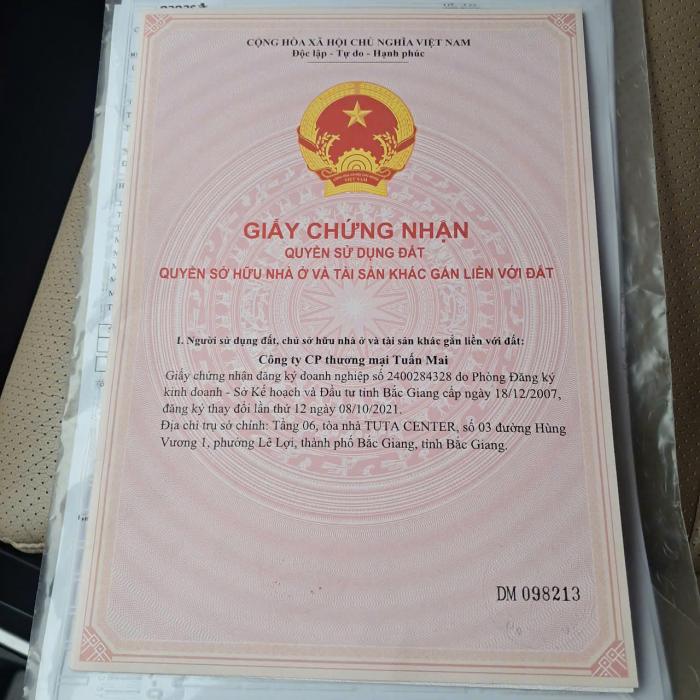 CỘNG HÒA XÃ HỘI CHỦ NGHĨA VIỆT NAM
Độc lập - Tự do - Hạnh phúc
VIỆT NAM
GIẤY CHỨNG NHẬN
QUYỀN SỬ DỤNG ĐẤT
QUYỀN SỞ HỮU NHÀ Ở VÀ TÀI SẢN KHÁC GẮN LIỀN VỚI ĐẤT
I. Người sử dụng đất, chủ sở hữu nhà ở và tài sản khác gắn liền với đất:
Công ty CP thương mại Tuấn Mai
Giấy chứng nhận đăng ký doanh nghiệp số 2400284328 do Phòng Đăng ký
kinh doanh - Sở Kế hoạch và Đầu tư tỉnh Bắc Giang cấp ngày 18/12/2007,
đăng ký thay đổi lần thứ 12 ngày 08/10/2021.
Địa chỉ trụ sở chính: Tầng 06, tòa nhà TUTA CENTER, số 03 đường Hùng
Vương 1, phường Lê Lợi, thành phố Bắc Giang, tỉnh Bắc Giang.
DM 098213